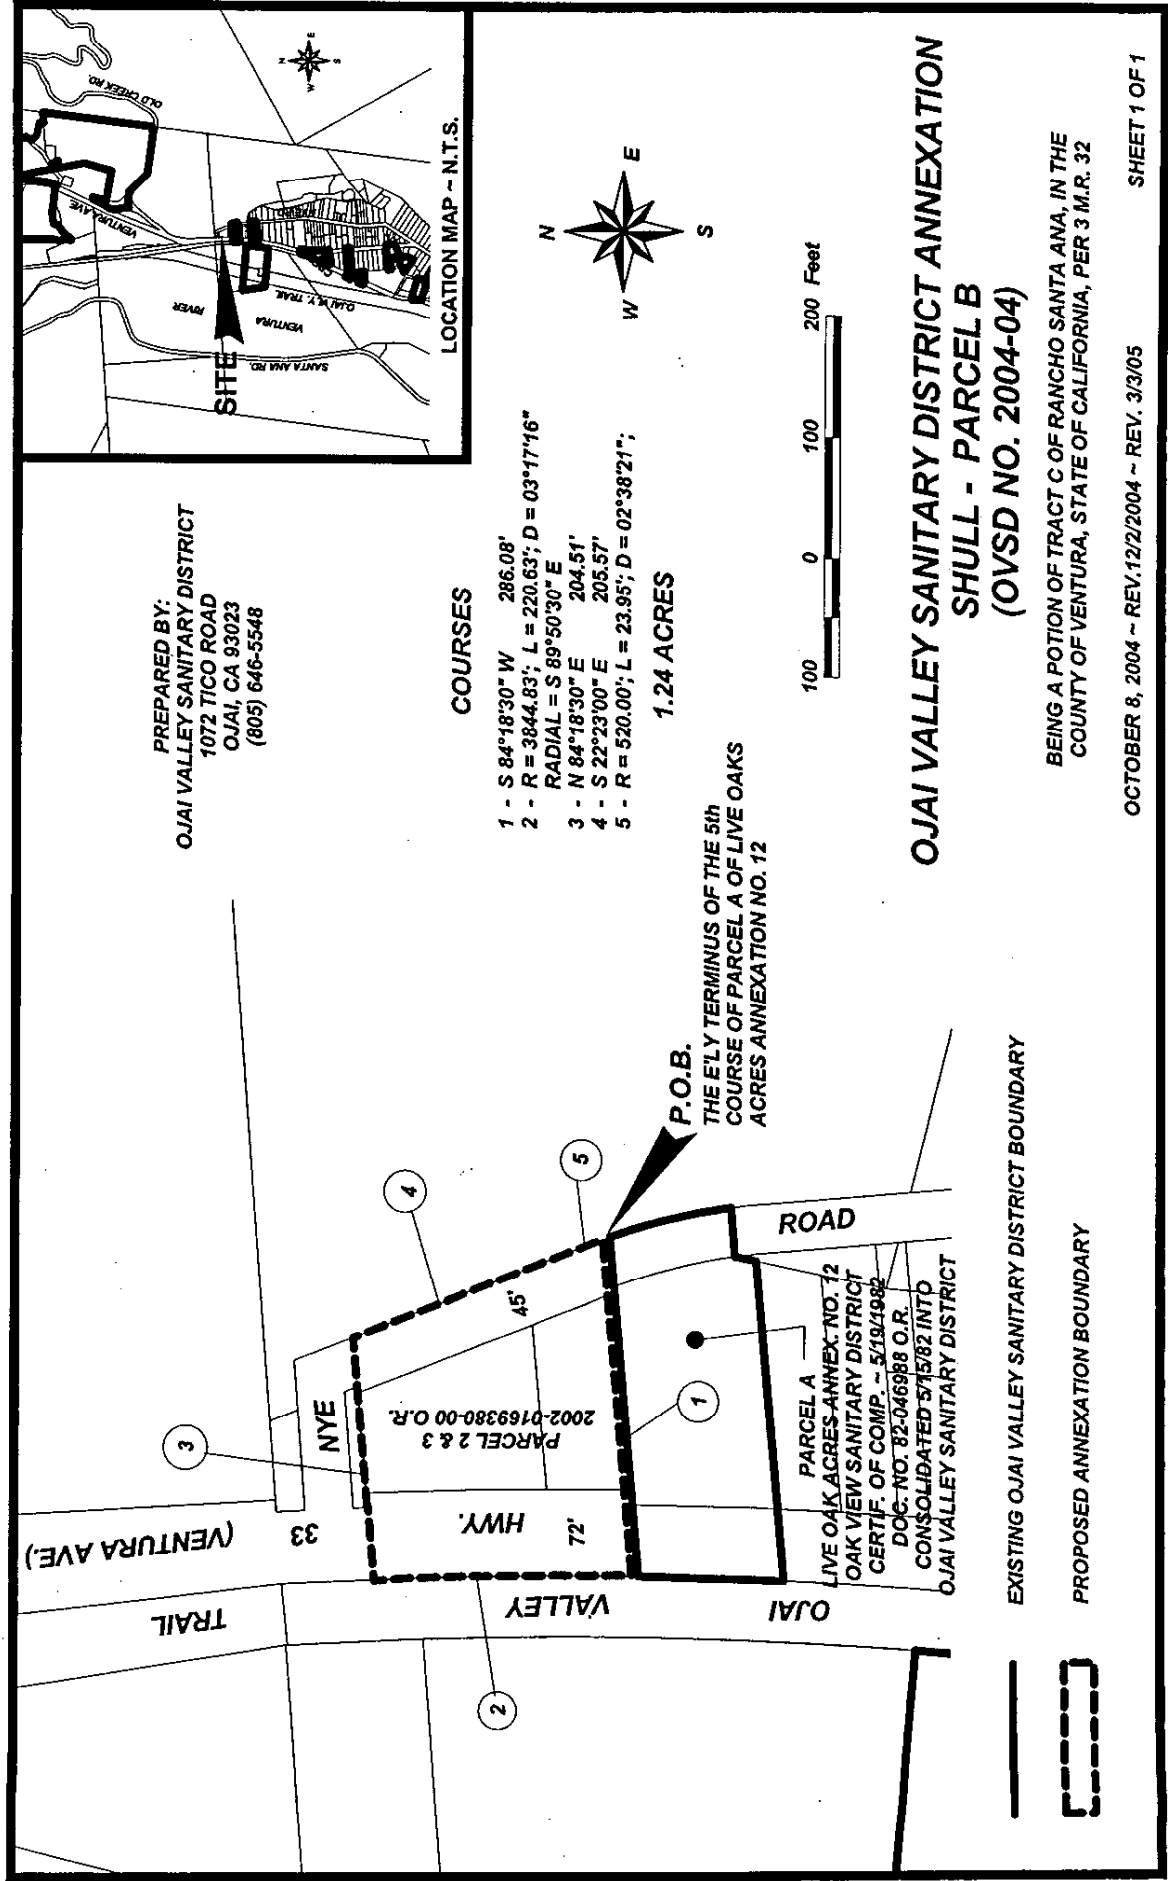 OLD CREEK RD.
VENTURA AVE
N
E
S
W
RIVER
VENTURA
OJAI VLY. TRAIL
SANTA ANA RD.
SITE
LOCATION MAP ~ N.T.S.
PREPARED BY:
OJAI VALLEY SANITARY DISTRICT
1072 TICO ROAD
OJAI, CA 93023
(805) 646-5548
COURSES
1 - S 84°18'30" W 286.08'
2 - R = 3844.83'; L = 220.63'; D = 03°17'16"
RADIAL = S 89°50'30" E
3 - N 84°18'30" E 204.51'
4 - S 22°23'00" E 205.57'
5 - R = 520.00'; L = 23.95'; D = 02°38'21";
1.24 ACRES
N
E
S
W
100 0 100 200 Feet
(VENTURA AVE.)
33
HWY.
NYE
ROAD
TRAIL
VALLEY
OJAI
72'
45'
PARCEL 2 & 3
2002-0169380-00 O.R.
1
2
3
4
5
P.O.B.
THE E'LY TERMINUS OF THE 5th
COURSE OF PARCEL A OF LIVE OAKS
ACRES ANNEXATION NO. 12
PARCEL A
LIVE OAK ACRES ANNEX. NO. 12
OAK VIEW SANITARY DISTRICT
CERTIF. OF COMP. ~ 5/19/1982
DOC. NO. 82-046988 O.R.
CONSOLIDATED 5/15/82 INTO
OJAI VALLEY SANITARY DISTRICT
EXISTING OJAI VALLEY SANITARY DISTRICT BOUNDARY
PROPOSED ANNEXATION BOUNDARY
OJAI VALLEY SANITARY DISTRICT ANNEXATION
SHULL - PARCEL B
(OVSD NO. 2004-04)
BEING A POTION OF TRACT C OF RANCHO SANTA ANA, IN THE
COUNTY OF VENTURA, STATE OF CALIFORNIA, PER 3 M.R. 32
OCTOBER 8, 2004 ~ REV.12/2/2004 ~ REV. 3/3/05
SHEET 1 OF 1